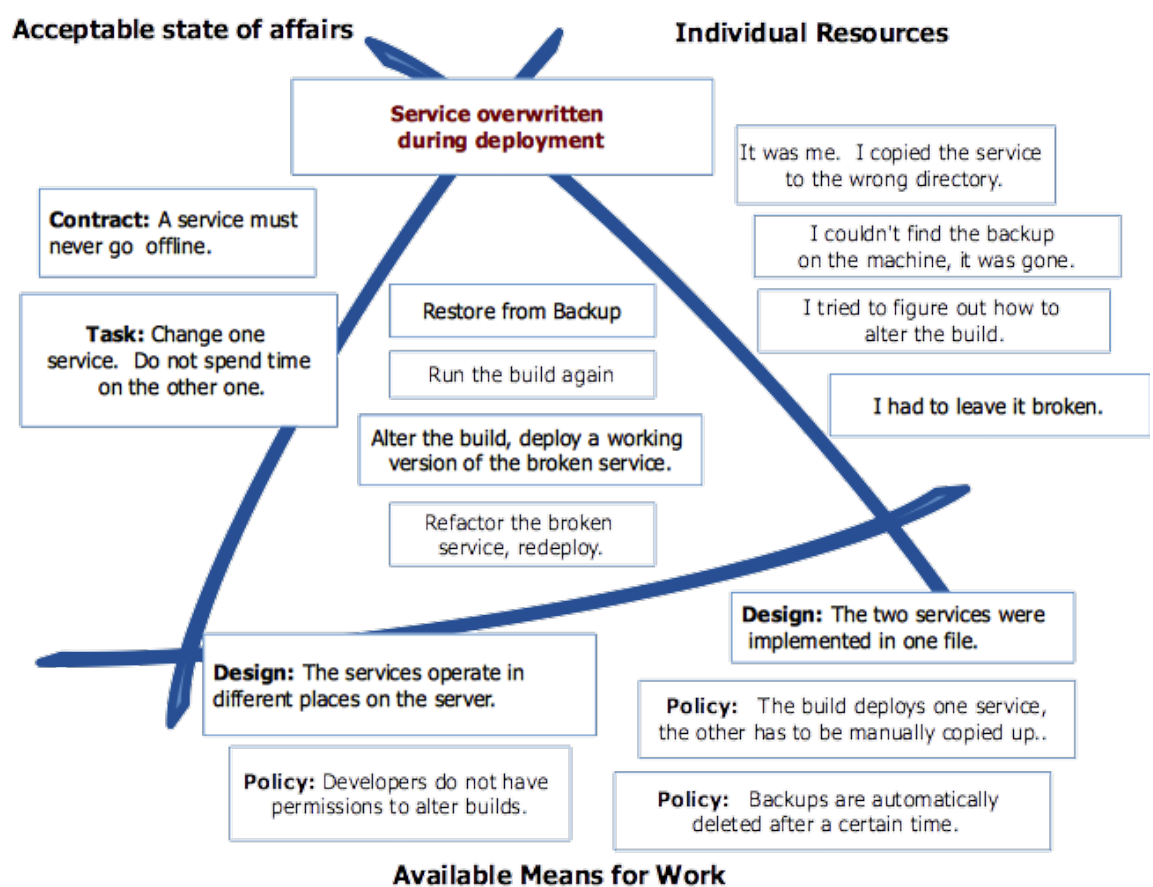 Acceptable state of affairs
Individual Resources
Service overwritten
during deployment
It was me.  I copied the service
to the wrong directory.
Contract: A service must
never go  offline.
I couldn't find the backup
on the machine, it was gone.
Task: Change one
service.  Do not spend time
on the other one.
Restore from Backup
I tried to figure out how to
alter the build.
Run the build again
I had to leave it broken.
Alter the build, deploy a working
version of the broken service.
Refactor the broken
service, redeploy.
Design: The two services were
implemented in one file.
Design: The services operate in
different places on the server.
Policy:   The build deploys one service,
the other has to be manually copied up..
Policy: Developers do not have
permissions to alter builds.
Policy:   Backups are automatically
deleted after a certain time.
Available Means for Work